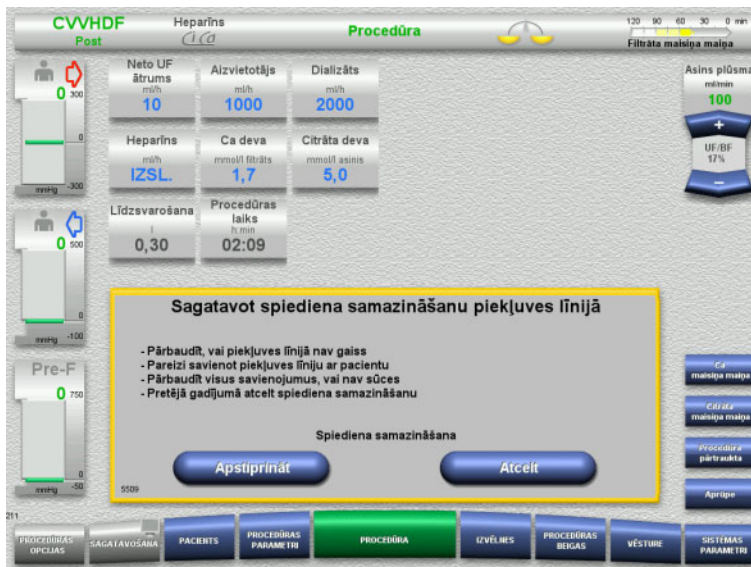 CVVHDF
Post
Heparīns
Ci Ca
Procedūra
120 90 60 30 0 min
Filtrāta maisiņa maiņa
0 300
0
mmHg -300
0 500
0
mmHg -100
Pre-F
0 750
0
mmHg -50
Neto UF ātrums
ml/h
10
Aizvietotājs
ml/h
1000
Dializāts
ml/h
2000
Heparīns
ml/h
IZSL.
Ca deva
mmol/l filtrāts
1,7
Citrāta deva
mmol/l asinis
5,0
Līdzsvarošana
l
0,30
Procedūras laiks
h:min
02:09
Asins plūsma
ml/min
100
+
UF/BF
17%
–
Sagatavot spiediena samazināšanu piekļuves līnijā
- Pārbaudīt, vai piekļuves līnijā nav gaiss
- Pareizi savienot piekļuves līniju ar pacientu
- Pārbaudīt visus savienojumus, vai nav sūces
- Pretējā gadījumā atcelt spiediena samazināšanu
Spiediena samazināšana
Apstiprināt
Atcelt
5509
Ca
maisiņa maiņa
Citrāta
maisiņa maiņa
Procedūra
pārtraukta
Aprūpe
211
PROCEDŪRAS
OPCIJAS
SAGATAVOŠANA
PACIENTS
PROCEDŪRAS
PARAMETRI
PROCEDŪRA
IZVĒLNES
PROCEDŪRAS
BEIGAS
VĒSTURE
SISTĒMAS
PARAMETRI